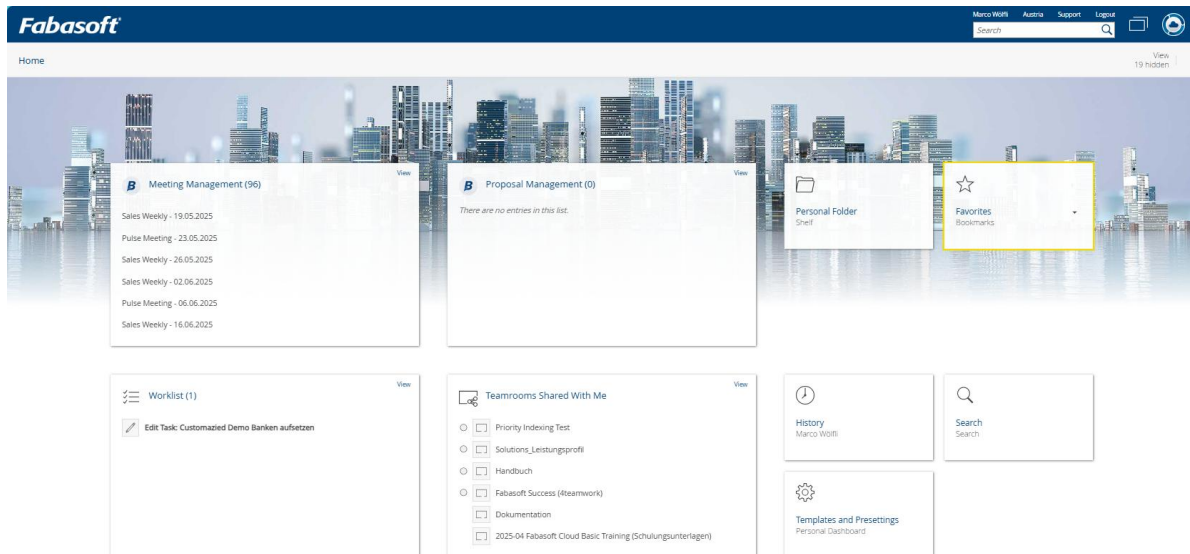 Fabasoft
Marco Wölfli Austria Support Logout
Search
Home
View
19 hidden
B Meeting Management (96) View
Sales Weekly - 19.05.2025
Pulse Meeting - 23.05.2025
Sales Weekly - 26.05.2025
Sales Weekly - 02.06.2025
Pulse Meeting - 06.06.2025
Sales Weekly - 16.06.2025
B Proposal Management (0) View
There are no entries in this list.
Personal Folder
Shelf
Favorites
Bookmarks
Worklist (1) View
Edit Task: Customazied Demo Banken aufsetzen
Teamrooms Shared With Me View
Priority Indexing Test
Solutions_Leistungsprofil
Handbuch
Fabasoft Success (4teamwork)
Dokumentation
2025-04 Fabasoft Cloud Basic Training (Schulungsunterlagen)
History
Marco Wölfli
Search
Search
Templates and Presettings
Personal Dashboard